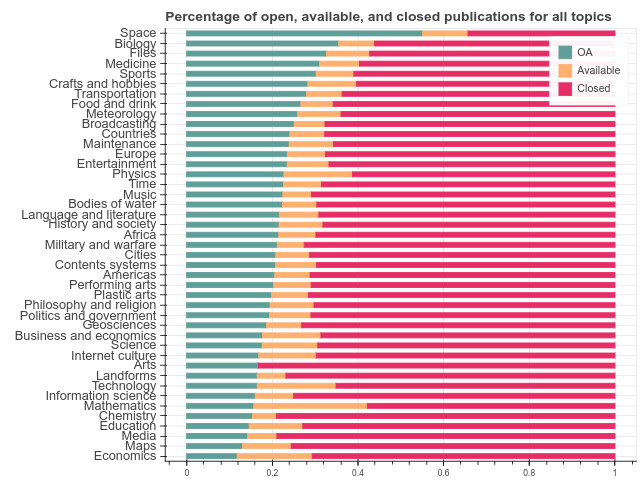 Percentage of open, available, and closed publications for all topics
Space
Biology
Files
Medicine
Sports
Crafts and hobbies
Transportation
Food and drink
Meteorology
Broadcasting
Countries
Maintenance
Europe
Entertainment
Physics
Time
Music
Bodies of water
Language and literature
History and society
Africa
Military and warfare
Cities
Contents systems
Americas
Performing arts
Plastic arts
Philosophy and religion
Politics and government
Geosciences
Business and economics
Science
Internet culture
Arts
Landforms
Technology
Information science
Mathematics
Chemistry
Education
Media
Maps
Economics
OA
Available
Closed
0 0.2 0.4 0.6 0.8 1